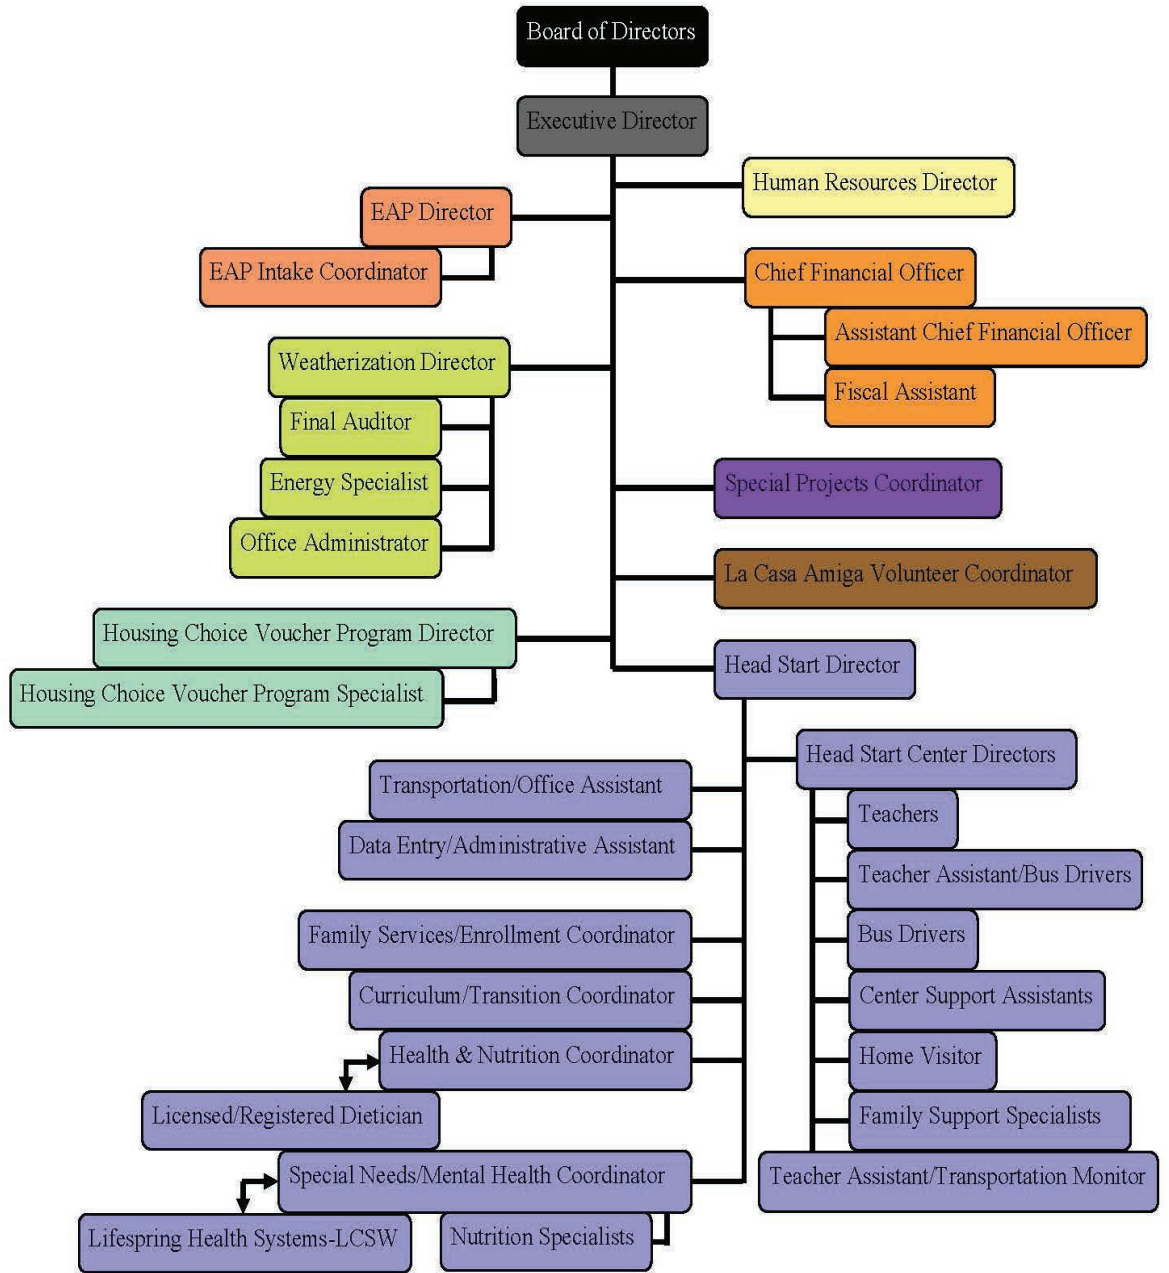 Board of Directors
Executive Director
Human Resources Director
EAP Director
EAP Intake Coordinator
Chief Financial Officer
Assistant Chief Financial Officer
Fiscal Assistant
Weatherization Director
Final Auditor
Energy Specialist
Office Administrator
Special Projects Coordinator
La Casa Amiga Volunteer Coordinator
Housing Choice Voucher Program Director
Housing Choice Voucher Program Specialist
Head Start Director
Head Start Center Directors
Teachers
Teacher Assistant/Bus Drivers
Bus Drivers
Center Support Assistants
Home Visitor
Family Support Specialists
Teacher Assistant/Transportation Monitor
Transportation/Office Assistant
Data Entry/Administrative Assistant
Family Services/Enrollment Coordinator
Curriculum/Transition Coordinator
Health & Nutrition Coordinator
Licensed/Registered Dietician
Special Needs/Mental Health Coordinator
Lifespring Health Systems-LCSW
Nutrition Specialists